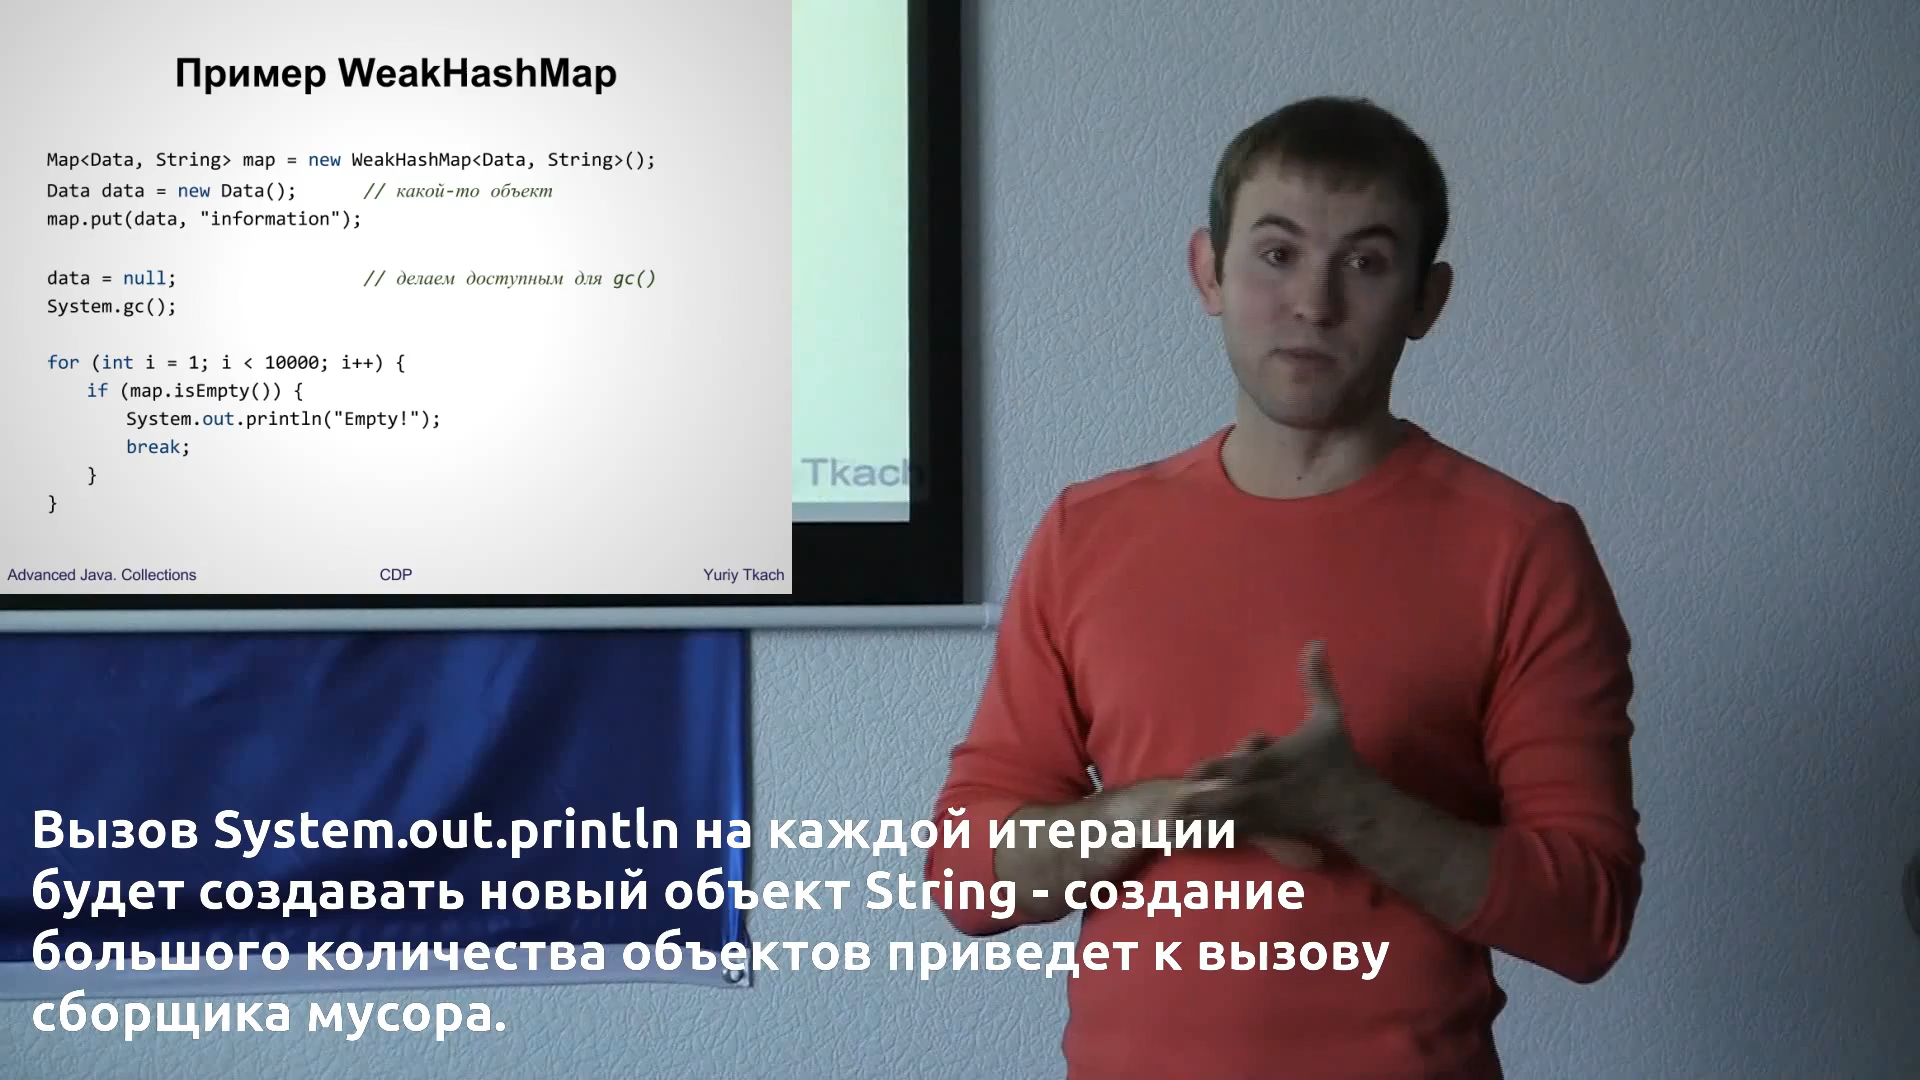 Пример WeakHashMap
Map<Data, String> map = new WeakHashMap<Data, String>();
Data data = new Data(); // какой-то объект
map.put(data, "information");
data = null; // делаем доступным для gc()
System.gc();
for (int i = 1; i < 10000; i++) {
if (map.isEmpty()) {
System.out.println("Empty!");
break;
}
}
Advanced Java. Collections CDP Yuriy Tkach
Tkach
Вызов System.out.println на каждой итерации
будет создавать новый объект String - создание
большого количества объектов приведет к вызову
сборщика мусора.